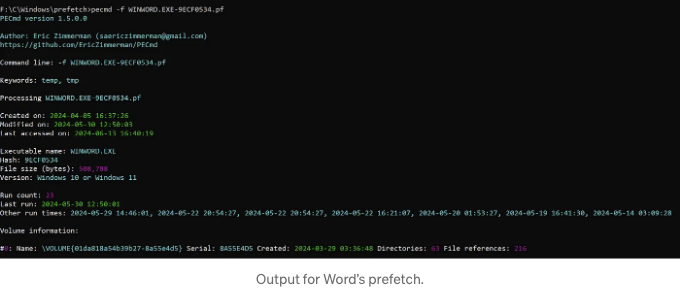 F:\C\Windows\prefetch>pecmd -f WINWORD.EXE-9ECF0534.pf
PECmd version 1.5.0.0
Author: Eric Zimmerman (saericzimmerman@gmail.com)
https://github.com/EricZimmerman/PECmd
Command line: -f WINWORD.EXE-9ECF0534.pf
Keywords: temp, tmp
Processing WINWORD.EXE-9ECF0534.pf
Created on: 2024-04-05 16:37:26
Modified on: 2024-05-30 12:50:03
Last accessed on: 2024-06-13 16:40:19
Executable name: WINWORD.EXE
Hash: 9ECF0534
File size (bytes): 508,788
Version: Windows 10 or Windows 11
Run count: 23
Last run: 2024-05-30 12:50:01
Other run times: 2024-05-29 14:46:01, 2024-05-22 20:54:27, 2024-05-22 20:54:27, 2024-05-22 16:21:07, 2024-05-20 01:53:27, 2024-05-19 16:41:30, 2024-05-14 03:09:28
Volume information:
#0: Name: \VOLUME{01da818a54b39b27-8a55e4d5} Serial: 8A55E4D5 Created: 2024-03-29 03:36:48 Directories: 63 File references: 216
Output for Word's prefetch.